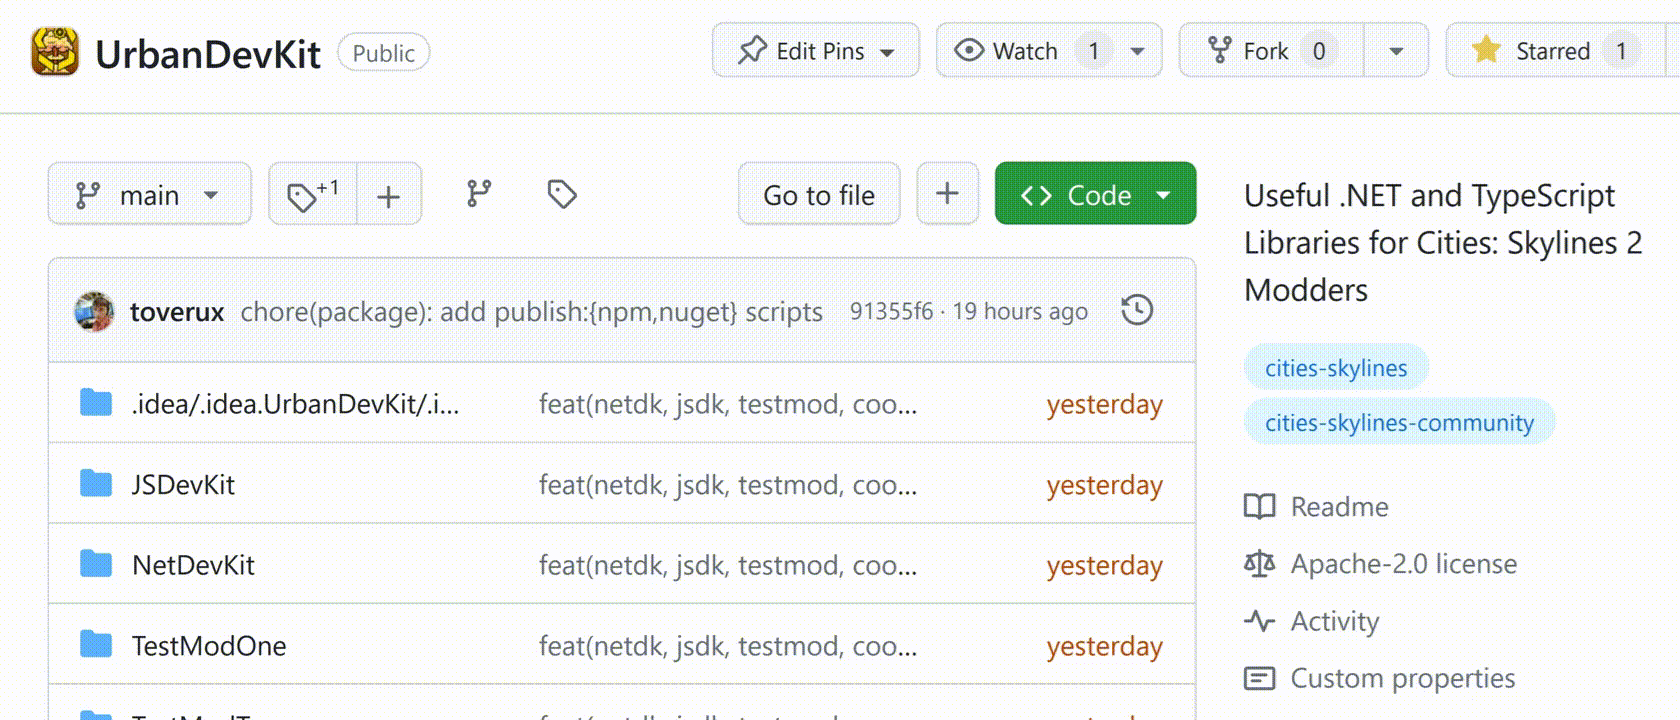 UrbanDevKit Public Edit Pins Watch 1 Fork 0 Starred 1
main +1 Go to file Code
toverux chore(package): add publish:{npm,nuget} scripts 91355f6 · 19 hours ago
.idea/.idea.UrbanDevKit/.i... feat(netdk, jsdk, testmod, coo... yesterday
JSDevKit feat(netdk, jsdk, testmod, coo... yesterday
NetDevKit feat(netdk, jsdk, testmod, coo... yesterday
TestModOne feat(netdk, jsdk, testmod, coo... yesterday
Useful .NET and TypeScript
Libraries for Cities: Skylines 2
Modders
cities-skylines
cities-skylines-community
Readme
Apache-2.0 license
Activity
Custom properties